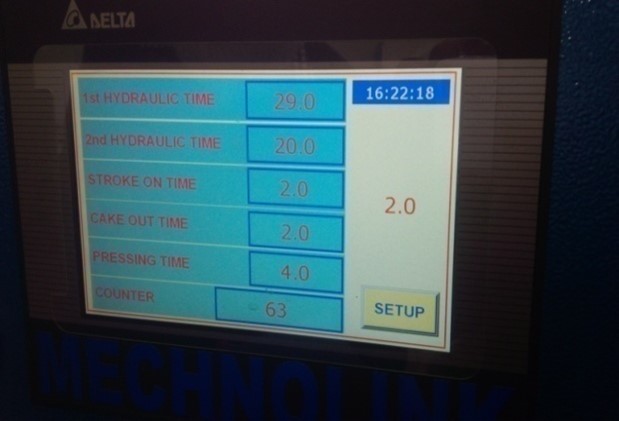 DELTA
1st HYDRAULIC TIME 29.0 16:22:18
2nd HYDRAULIC TIME 20.0
STROKE ON TIME 2.0
2.0
CAKE OUT TIME 2.0
PRESSING TIME 4.0
COUNTER 63 SETUP
MECHNOLINK